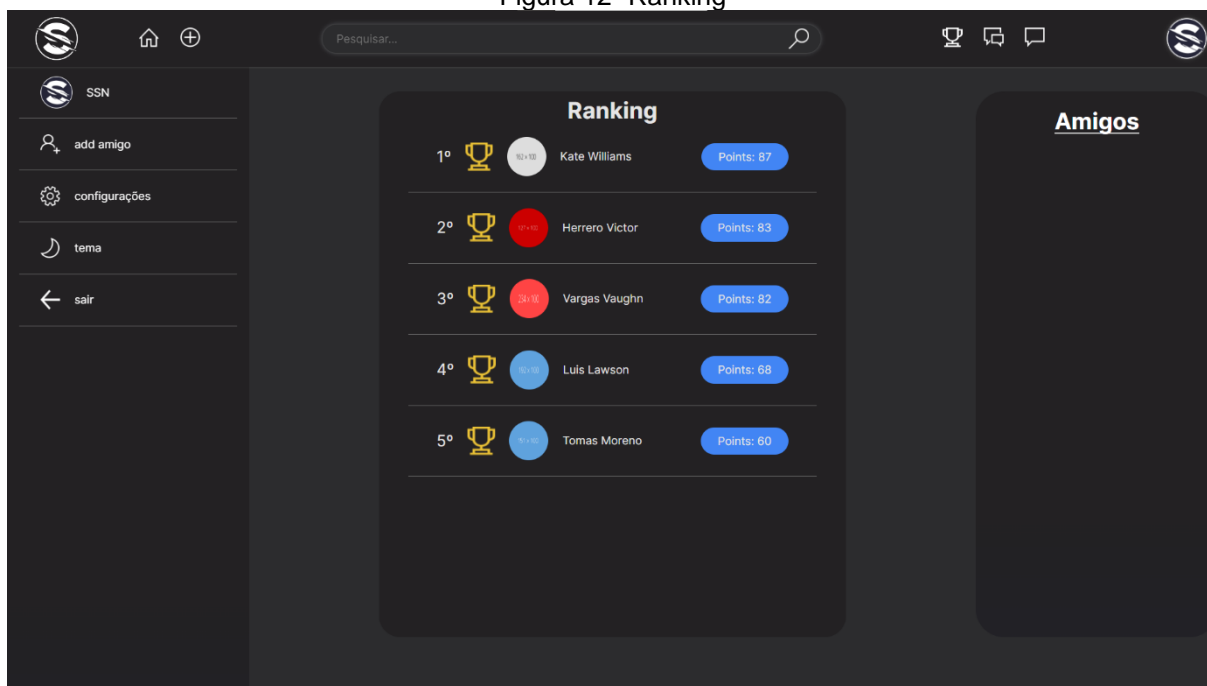 Figura 12- Ranking
Pesquisar...
SSN
add amigo
configurações
tema
sair
Ranking
1º Kate Williams Points: 87
2º Herrero Victor Points: 83
3º Vargas Vaughn Points: 82
4º Luis Lawson Points: 68
5º Tomas Moreno Points: 60
Amigos